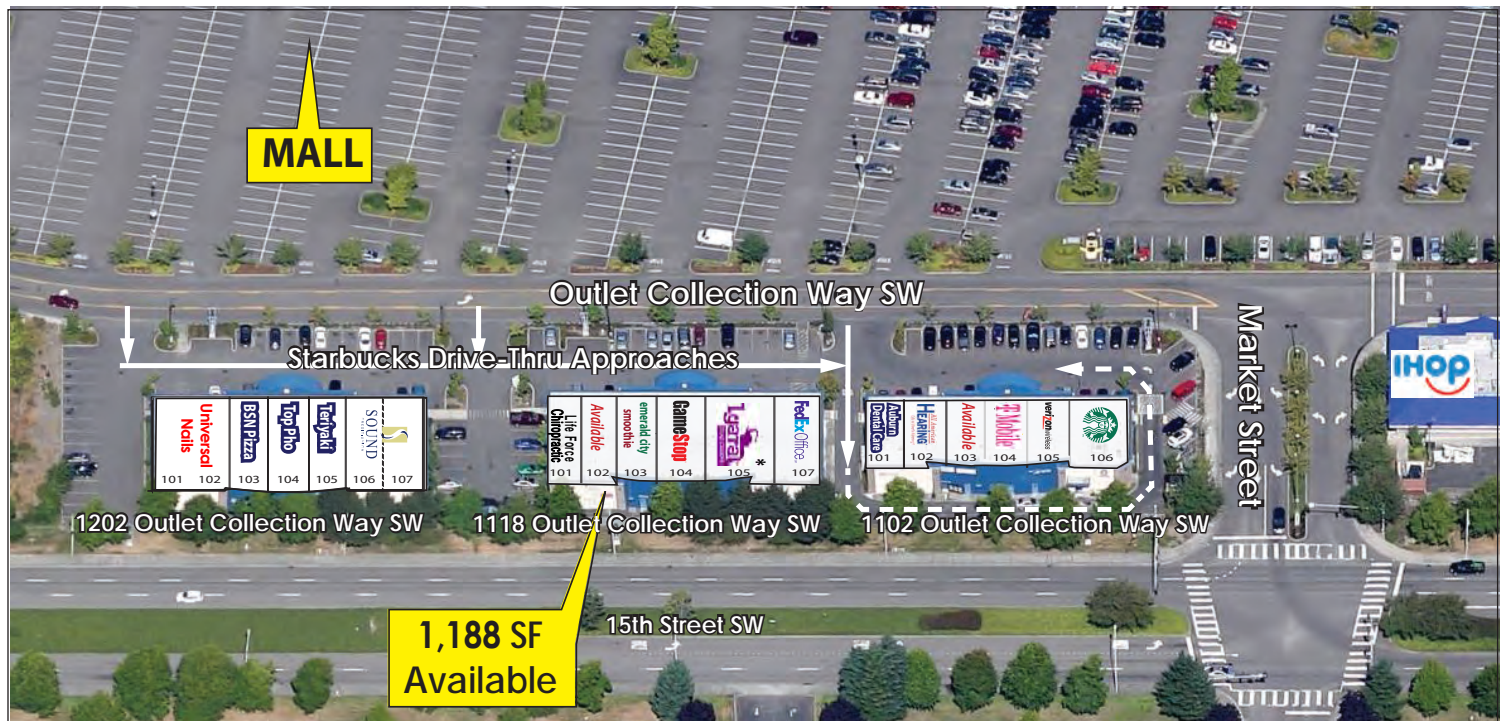 MALL
Outlet Collection Way SW
Starbucks Drive-Thru Approaches
Market Street
IHOP
Universal
Nails
101
102
BSN Pizza
103
Top Pho
104
Teriyaki
105
S
SOUND
106
107
1202 Outlet Collection Way SW
Life Force
Chiropractic
101
Available
102
emerald city
smoothie
103
GameStop
104
Igara
*
105
FedEx Office
107
1118 Outlet Collection Way SW
Auburn
Dental Care
101
All American
HEARING
102
Available
103
T Mobile
104
verizon wireless
105
106
1102 Outlet Collection Way SW
1,188 SF
Available
15th Street SW